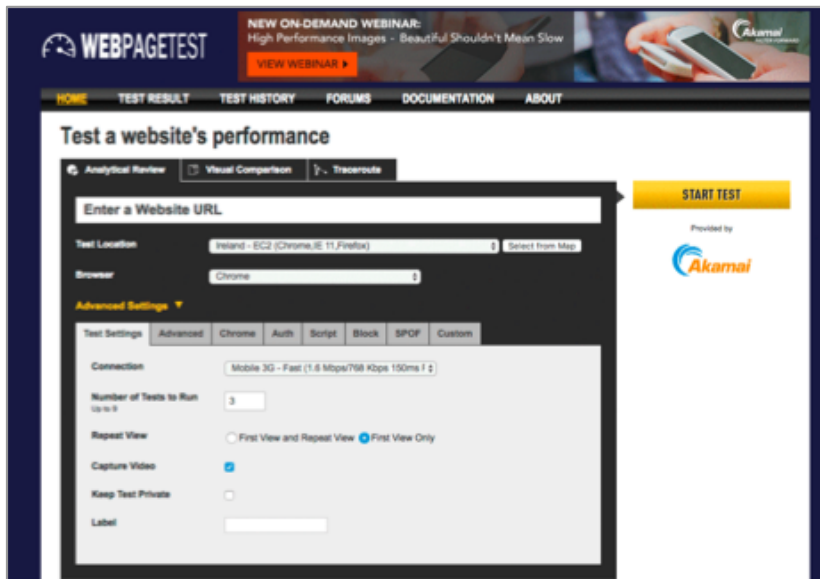 WEBPAGETEST
NEW ON-DEMAND WEBINAR:
High Performance Images - Beautiful Shouldn't Mean Slow
VIEW WEBINAR
Akamai
FASTER FORWARD
HOME TEST RESULT TEST HISTORY FORUMS DOCUMENTATION ABOUT
Test a website's performance
Analytical Review Visual Comparison Traceroute
Enter a Website URL
START TEST
Provided by
Akamai
Test Location Ireland - EC2 (Chrome,IE 11,Firefox) Select from Map
Browser Chrome
Advanced Settings
Test Settings Advanced Chrome Auth Script Block SPOF Custom
Connection Mobile 3G - Fast (1.6 Mbps/768 Kbps 150ms
Number of Tests to Run 3
Up to 9
Repeat View First View and Repeat View First View Only
Capture Video
Keep Test Private
Label